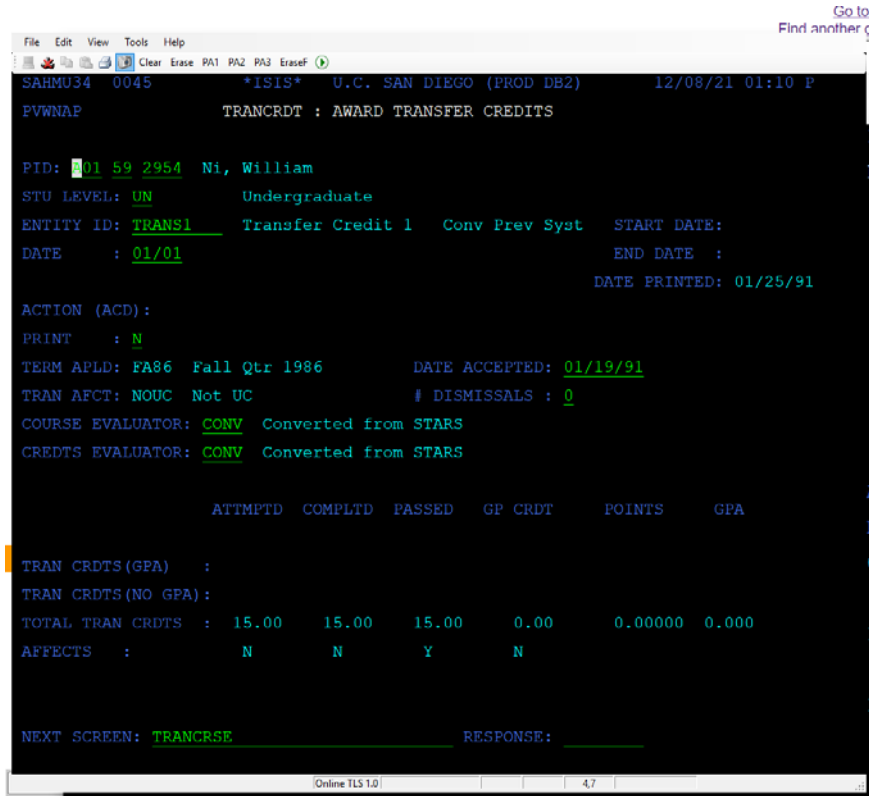 Go to
Find another
File Edit View Tools Help
Clear Erase PA1 PA2 PA3 EraseF
SAHMU34 0045 *ISIS* U.C. SAN DIEGO (PROD DB2) 12/08/21 01:10 P
PVWNAP TRANCRDT : AWARD TRANSFER CREDITS
PID: A01 59 2954 Ni, William
STU LEVEL: UN Undergraduate
ENTITY ID: TRANS1 Transfer Credit 1 Conv Prev Syst START DATE:
DATE : 01/01 END DATE :
DATE PRINTED: 01/25/91
ACTION (ACD):
PRINT : N
TERM APLD: FA86 Fall Qtr 1986 DATE ACCEPTED: 01/19/91
TRAN AFCT: NOUC Not UC # DISMISSALS : 0
COURSE EVALUATOR: CONV Converted from STARS
CREDTS EVALUATOR: CONV Converted from STARS
ATTMPTD COMPLTD PASSED GP CRDT POINTS GPA
TRAN CRDTS(GPA) :
TRAN CRDTS(NO GPA):
TOTAL TRAN CRDTS : 15.00 15.00 15.00 0.00 0.00000 0.000
AFFECTS : N N Y N
NEXT SCREEN: TRANCRSE RESPONSE:
Online TLS 1.0 4,7